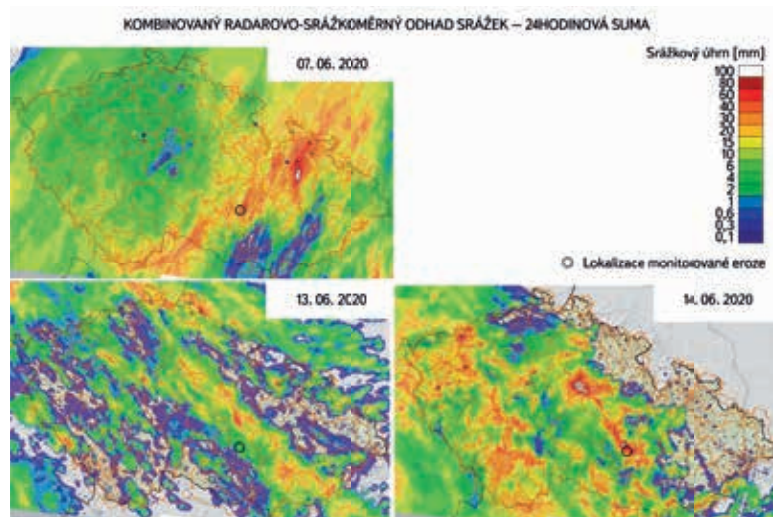 KOMBINOVANÝ RADAROVO-SRÁŽKOMĚRNÝ ODHAD SRÁŽEK – 24HODINOVÁ SUMA
07. 06. 2020
Srážkový úhrn [mm]
100
80
60
40
30
20
15
10
6
4
2
1
0,6
0,3
0,1
Lokalizace monitorované eroze
13. 06. 2020
14. 06. 2020